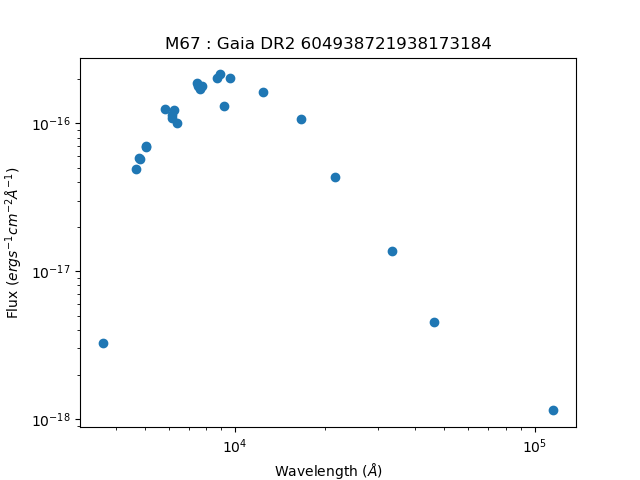 M67 : Gaia DR2 604938721938173184
10⁻¹⁶
10⁻¹⁷
10⁻¹⁸
Flux (ergs⁻¹cm⁻²Å⁻¹)
10⁴
10⁵
Wavelength (Å)